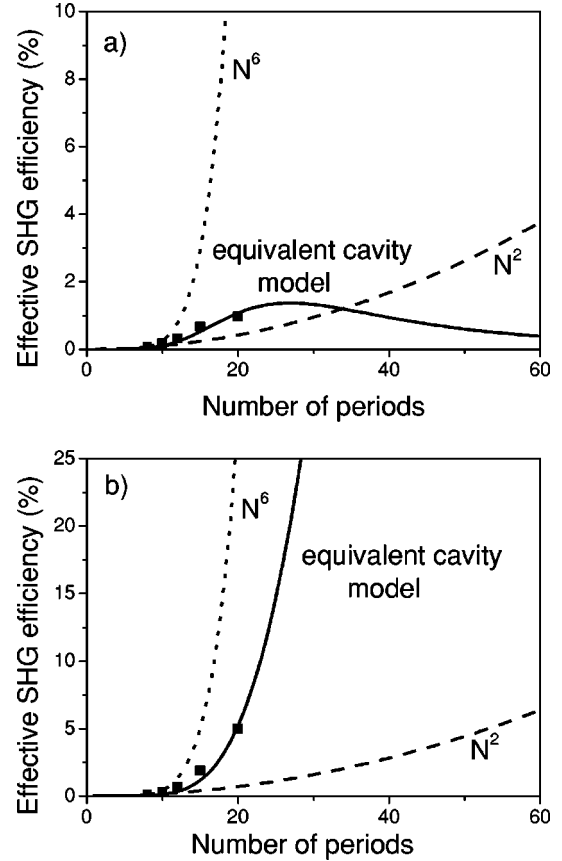 a)
Effective SHG efficiency (%)
10
8
6
4
2
0
N⁶
equivalent cavity
model
N²
0
20
40
60
Number of periods
b)
Effective SHG efficiency (%)
25
20
15
10
5
0
N⁶
equivalent cavity
model
N²
0
20
40
60
Number of periods